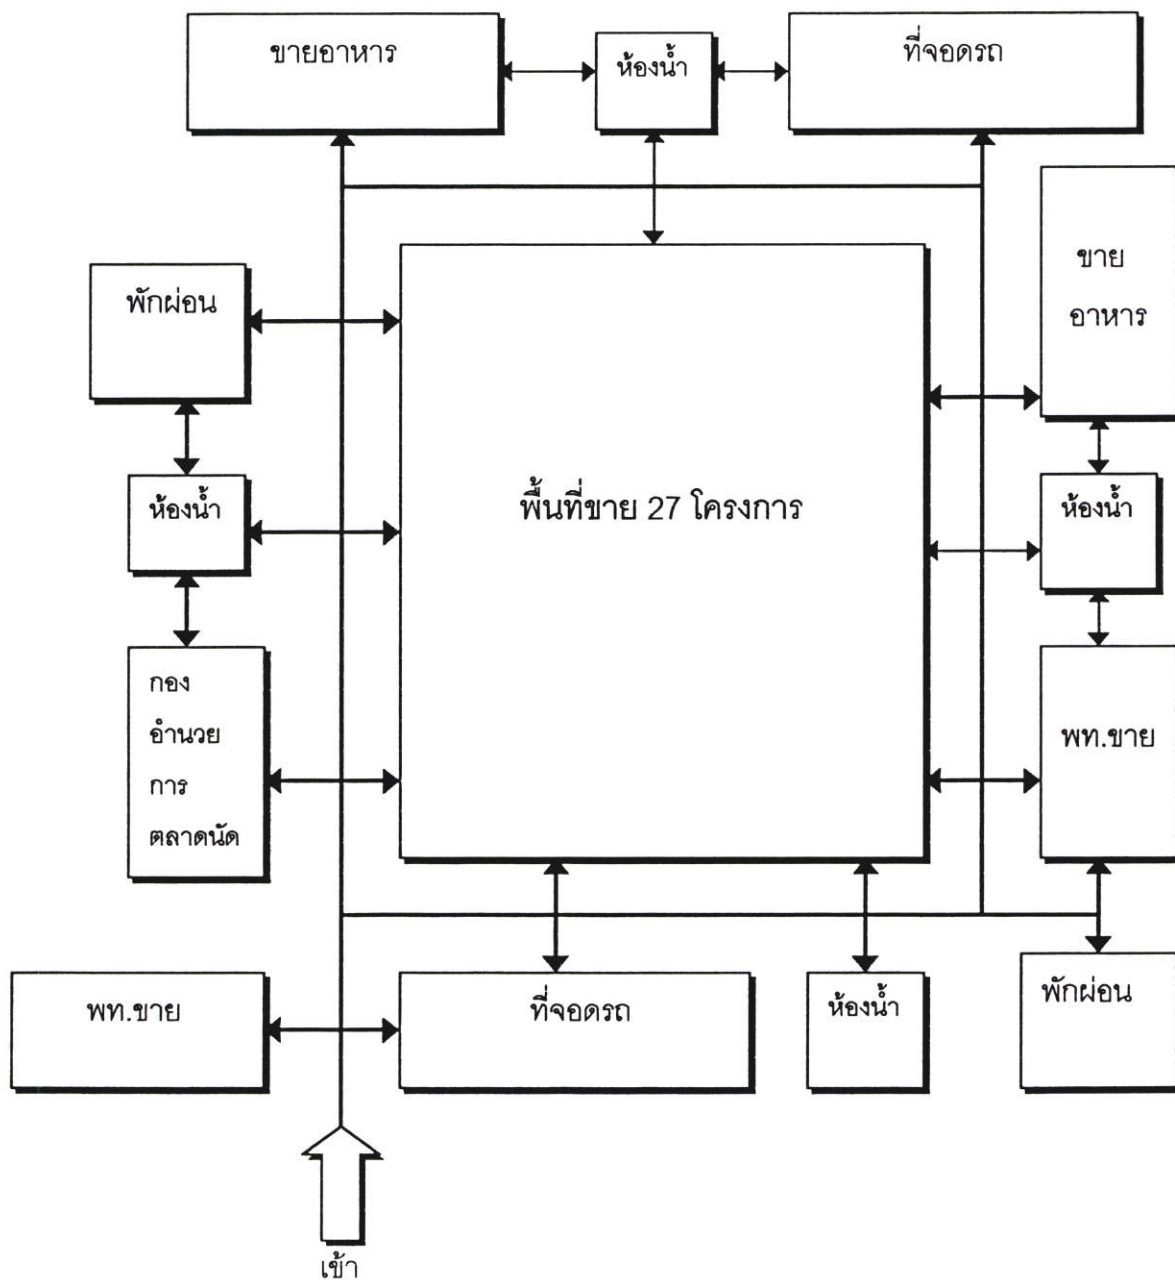 ขายอาหาร
ห้องน้ำ
ที่จอดรถ
ขาย
อาหาร
พักผ่อน
ห้องน้ำ
พื้นที่ขาย 27 โครงการ
ห้องน้ำ
กอง
อำนวย
การ
ตลาดนัด
พท.ขาย
พท.ขาย
ที่จอดรถ
ห้องน้ำ
พักผ่อน
เข้า